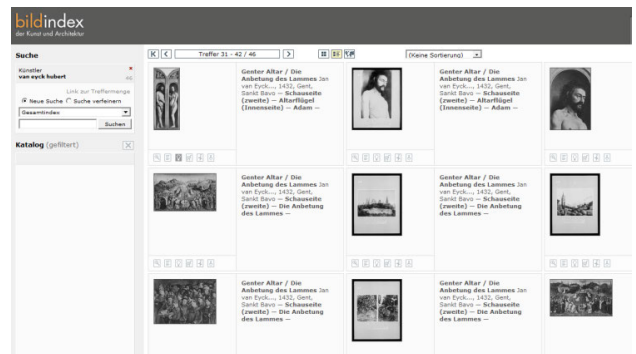 bildindex
der Kunst und Architektur
Suche
Künstler
van eyck hubert
Link zur Treffermenge
Neue Suche Suche verfeinern
Gesamtindex
Suchen
Katalog (gefiltert)
Treffer 31 - 42 / 46
(Keine Sortierung)
Genter Altar / Die
Anbetung des Lammes Jan
van Eyck..., 1432, Gent,
Sankt Bavo — Schauseite
(zweite) — Altarflügel
(Innenseite) — Adam —
Genter Altar / Die
Anbetung des Lammes Jan
van Eyck..., 1432, Gent,
Sankt Bavo — Schauseite
(zweite) — Altarflügel
(Innenseite) — Adam —
Genter Altar / Die
Anbetung des Lammes Jan
van Eyck..., 1432, Gent,
Sankt Bavo — Schauseite
(zweite) — Die Anbetung
des Lammes —
Genter Altar / Die
Anbetung des Lammes Jan
van Eyck..., 1432, Gent,
Sankt Bavo — Schauseite
(zweite) — Die Anbetung
des Lammes —
Genter Altar / Die
Anbetung des Lammes Jan
van Eyck..., 1432, Gent,
Sankt Bavo — Schauseite
(zweite) — Die Anbetung
des Lammes —
Genter Altar / Die
Anbetung des Lammes Jan
van Eyck..., 1432, Gent,
Sankt Bavo — Schauseite
(zweite) — Die Anbetung
des Lammes —